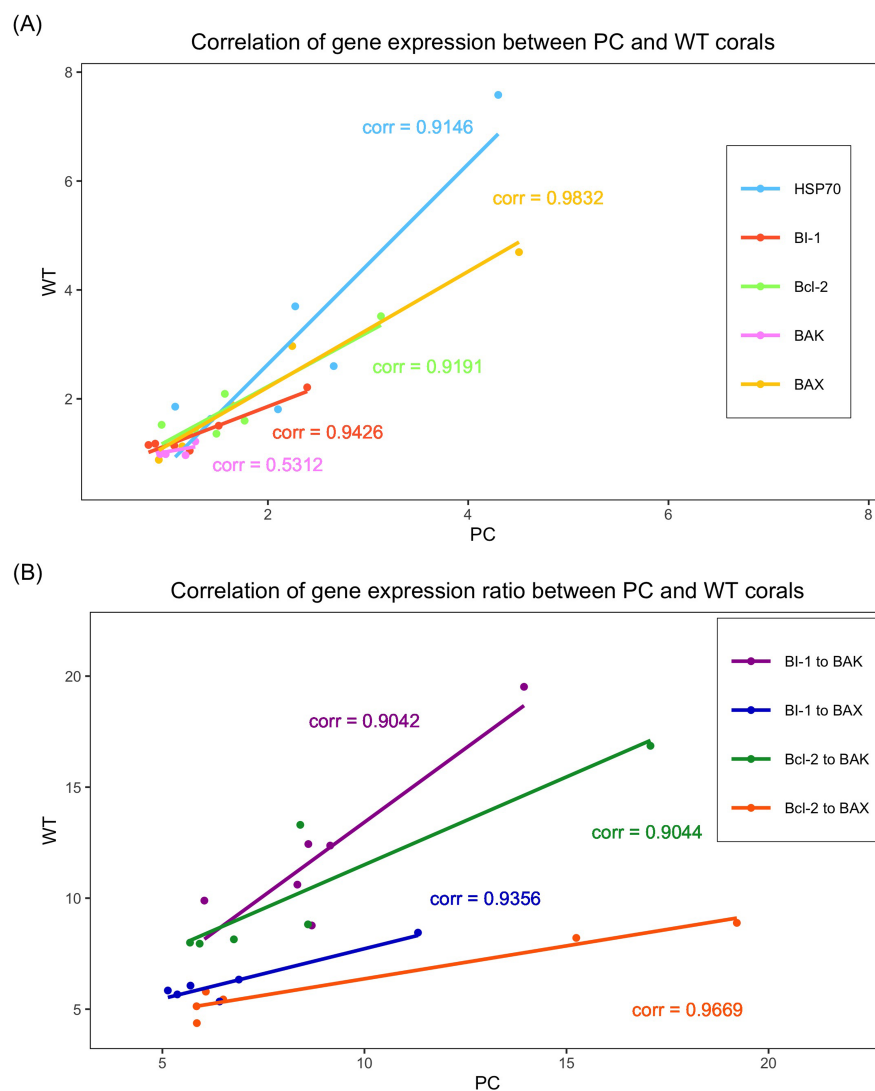 (A)
Correlation of gene expression between PC and WT corals
8
corr = 0.9146
6
corr = 0.9832
HSP70
BI-1
Bcl-2
BAK
BAX
WT
4
corr = 0.9191
2
corr = 0.9426
corr = 0.5312
2
4
6
8
PC
(B)
Correlation of gene expression ratio between PC and WT corals
20
corr = 0.9042
BI-1 to BAK
BI-1 to BAX
Bcl-2 to BAK
Bcl-2 to BAX
15
WT
corr = 0.9044
10
corr = 0.9356
5
corr = 0.9669
5
10
15
20
PC